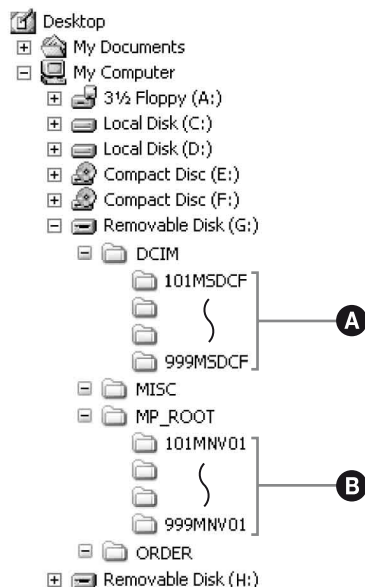 Desktop
My Documents
My Computer
3½ Floppy (A:)
Local Disk (C:)
Local Disk (D:)
Compact Disc (E:)
Compact Disc (F:)
Removable Disk (G:)
DCIM
101MSDCF
A
999MSDCF
MISC
MP_ROOT
101MNV01
B
999MNV01
ORDER
Removable Disk (H:)